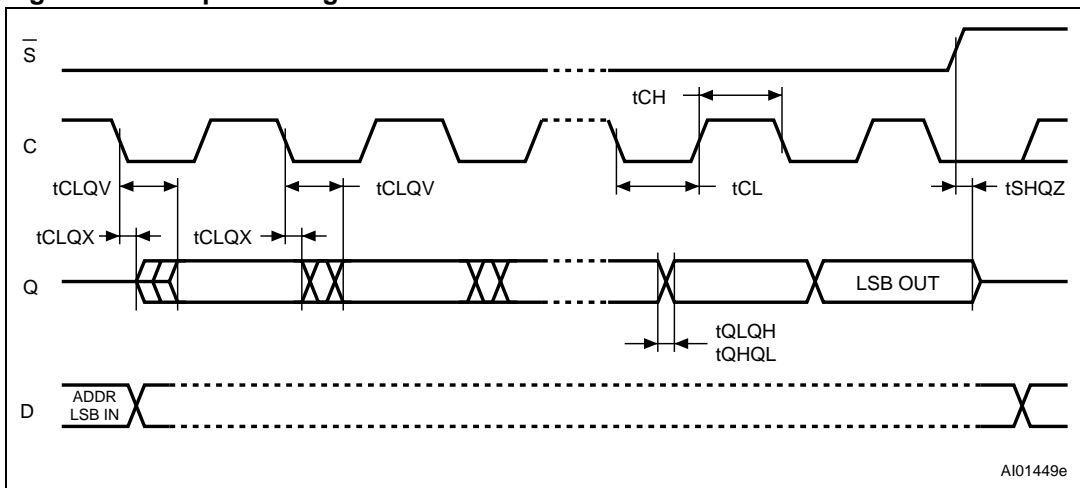 S
tCH
C
tCLQV
tCLQV
tCL
tSHQZ
tCLQX
tCLQX
Q
LSB OUT
tQLQH
tQHQL
ADDR
D
LSB IN
AI01449e